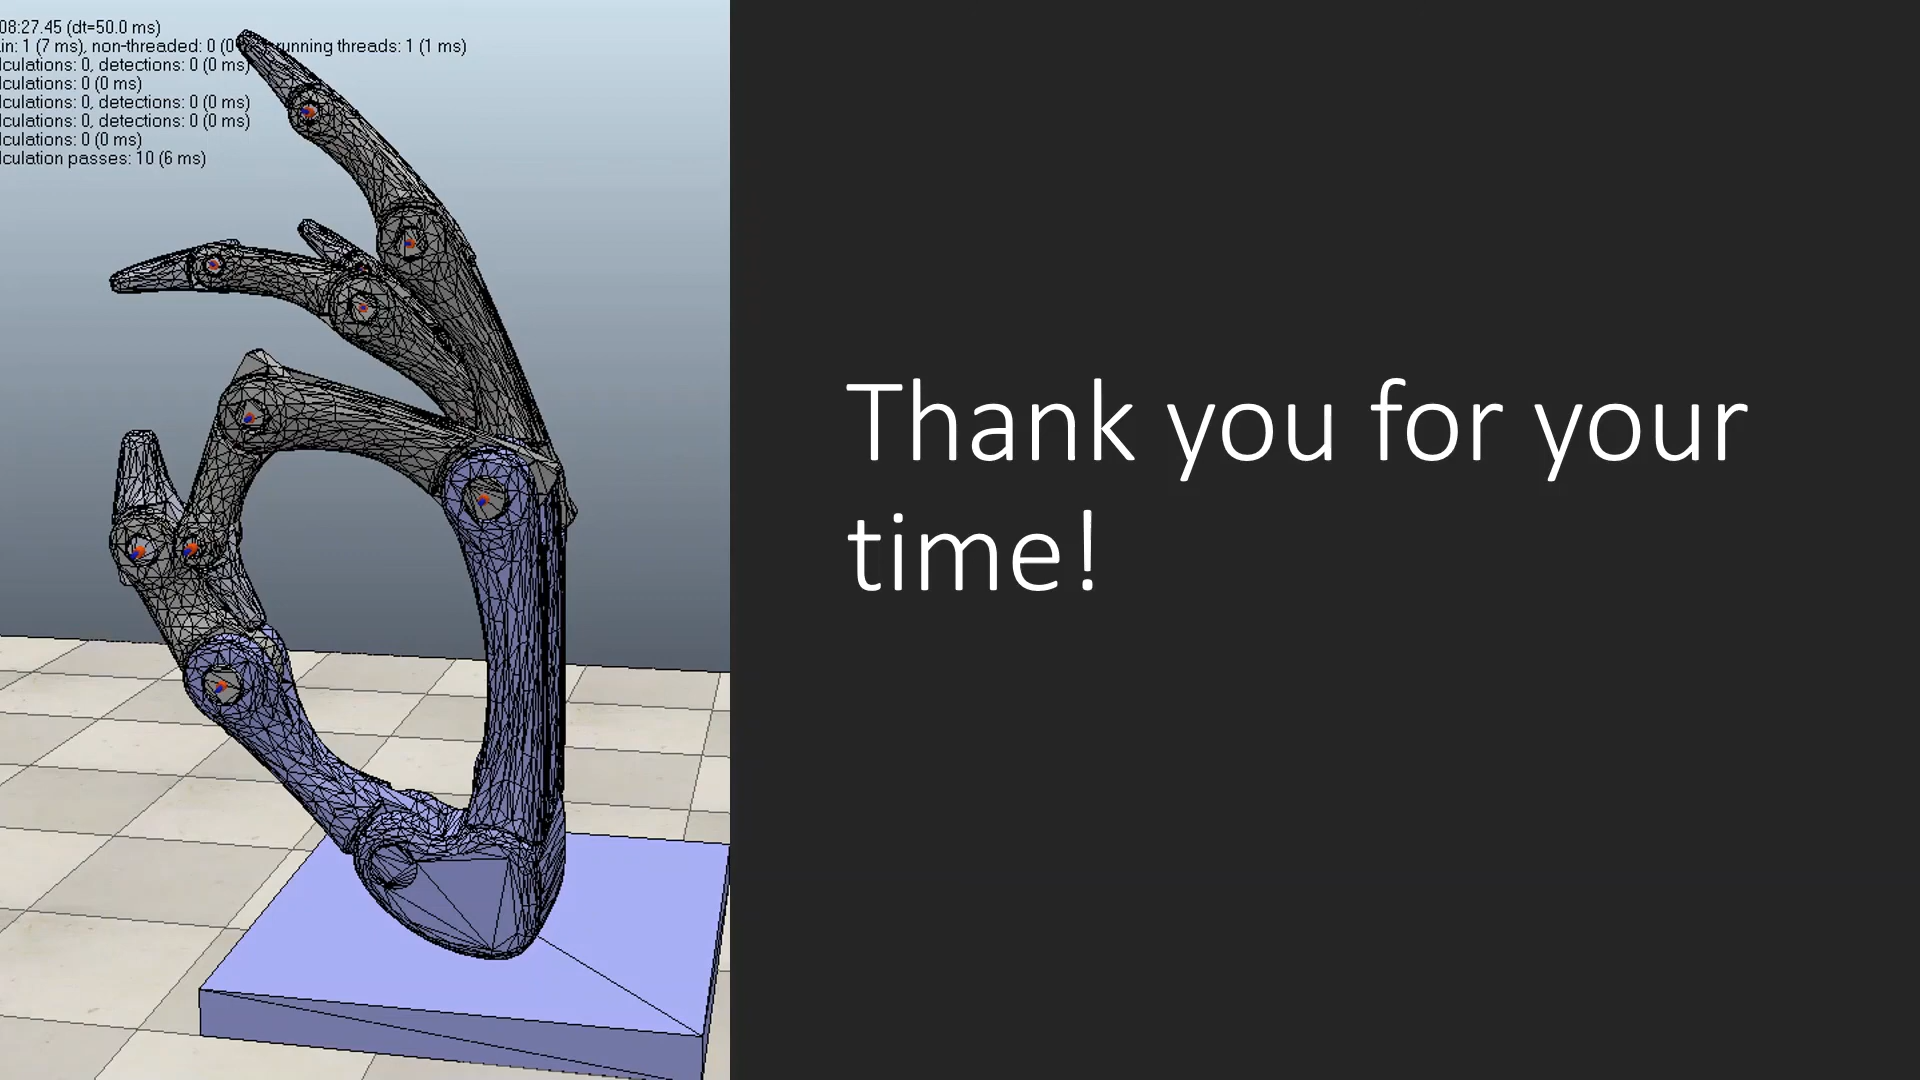 08:27.45 (dt=50.0 ms)
in: 1 (7 ms), non-threaded: 0 (0 running threads: 1 (1 ms)
lculations: 0, detections: 0 (0 ms)
lculations: 0 (0 ms)
lculations: 0, detections: 0 (0 ms)
lculations: 0, detections: 0 (0 ms)
lculations: 0 (0 ms)
lculation passes: 10 (6 ms)
Thank you for your
time!